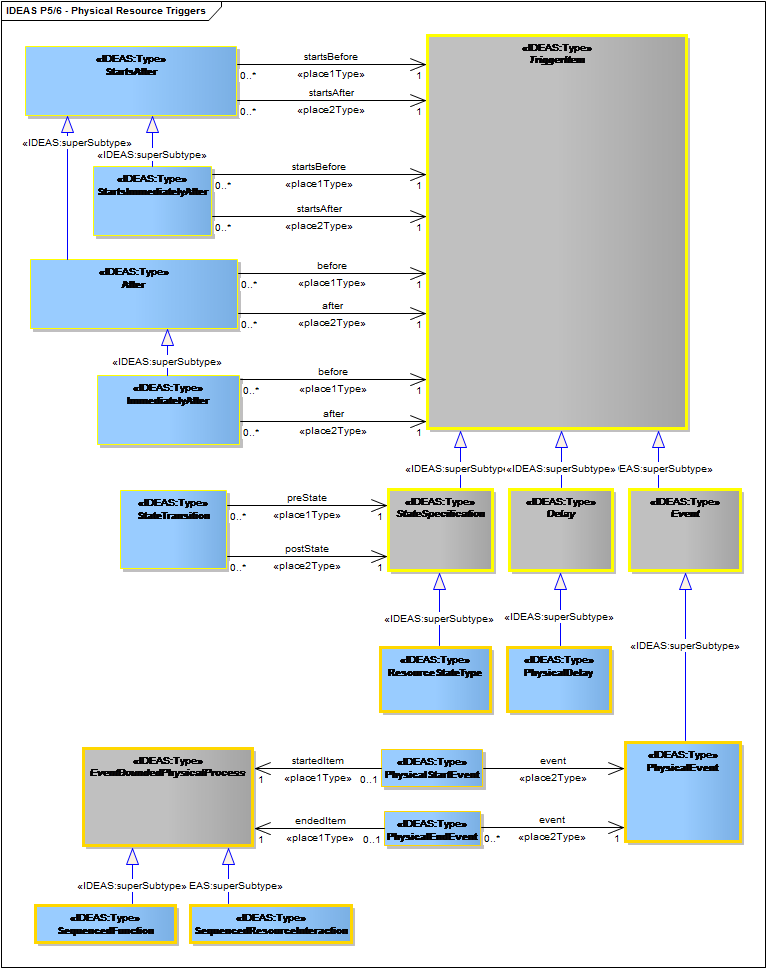 IDEAS P5/6 - Physical Resource Triggers
«IDEAS:Type»
StartsAfter
startsBefore
0..*
«place1Type»
1
startsAfter
0..*
«place2Type»
1
«IDEAS:Type»
TriggerItem
«IDEAS:superSubtype»
«IDEAS:superSubtype»
«IDEAS:Type»
StartsImmediatelyAfter
startsBefore
0..*
«place1Type»
1
startsAfter
0..*
«place2Type»
1
«IDEAS:Type»
After
before
0..*
«place1Type»
1
after
0..*
«place2Type»
1
«IDEAS:superSubtype»
«IDEAS:Type»
ImmediatelyAfter
before
0..*
«place1Type»
1
after
0..*
«place2Type»
1
«IDEAS:superSubtype»
«IDEAS:superSubtype»
EAS:superSubtype»
«IDEAS:Type»
StateTransition
preState
0..*
«place1Type»
1
postState
0..*
«place2Type»
1
«IDEAS:Type»
StateSpecification
«IDEAS:Type»
Delay
«IDEAS:Type»
Event
«IDEAS:superSubtype»
«IDEAS:superSubtype»
«IDEAS:superSubtype»
«IDEAS:Type»
ResourceStateType
«IDEAS:Type»
PhysicalDelay
«IDEAS:Type»
EventBoundedPhysicalProcess
startedItem
1
«place1Type»
0..1
«IDEAS:Type»
PhysicalStartEvent
event
«place2Type»
«IDEAS:Type»
PhysicalEvent
endedItem
1
«place1Type»
0..1
«IDEAS:Type»
PhysicalEndEvent
event
0..*
«place2Type»
1
«IDEAS:superSubtype»
EAS:superSubtype»
«IDEAS:Type»
SequencedFunction
«IDEAS:Type»
SequencedResourceInteraction